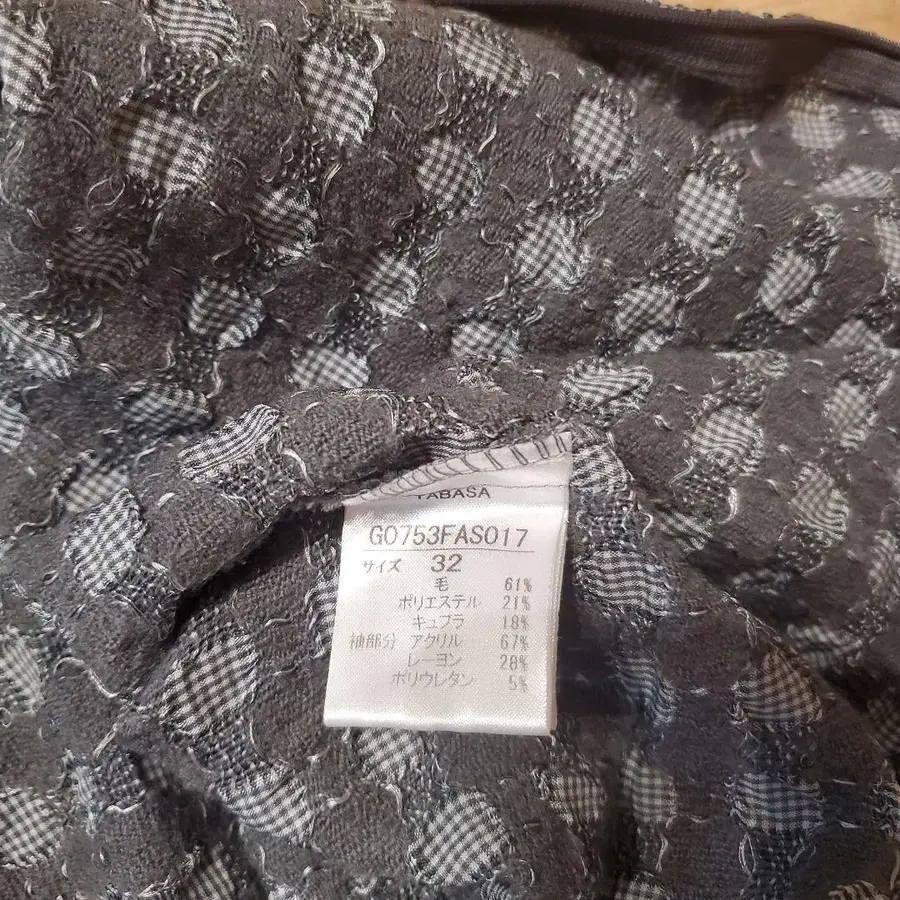 TABASA
G0753FAS017
サイズ 32
毛 61%
ポリエステル 21%
キュプラ 18%
袖部分 アクリル 67%
レーヨン 28%
ポリウレタン 5%